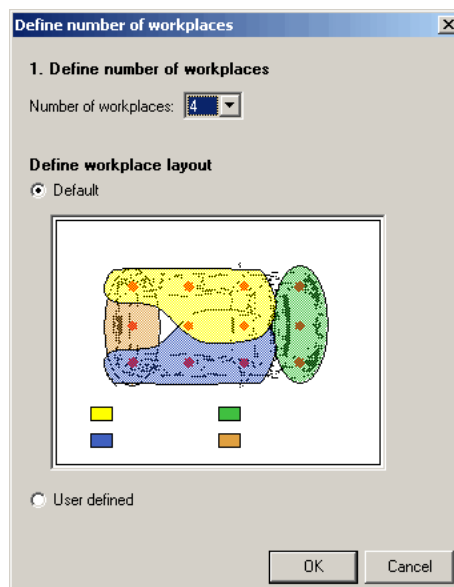 Define number of workplaces
1. Define number of workplaces
Number of workplaces: 4
Define workplace layout
Default
User defined
OK Cancel